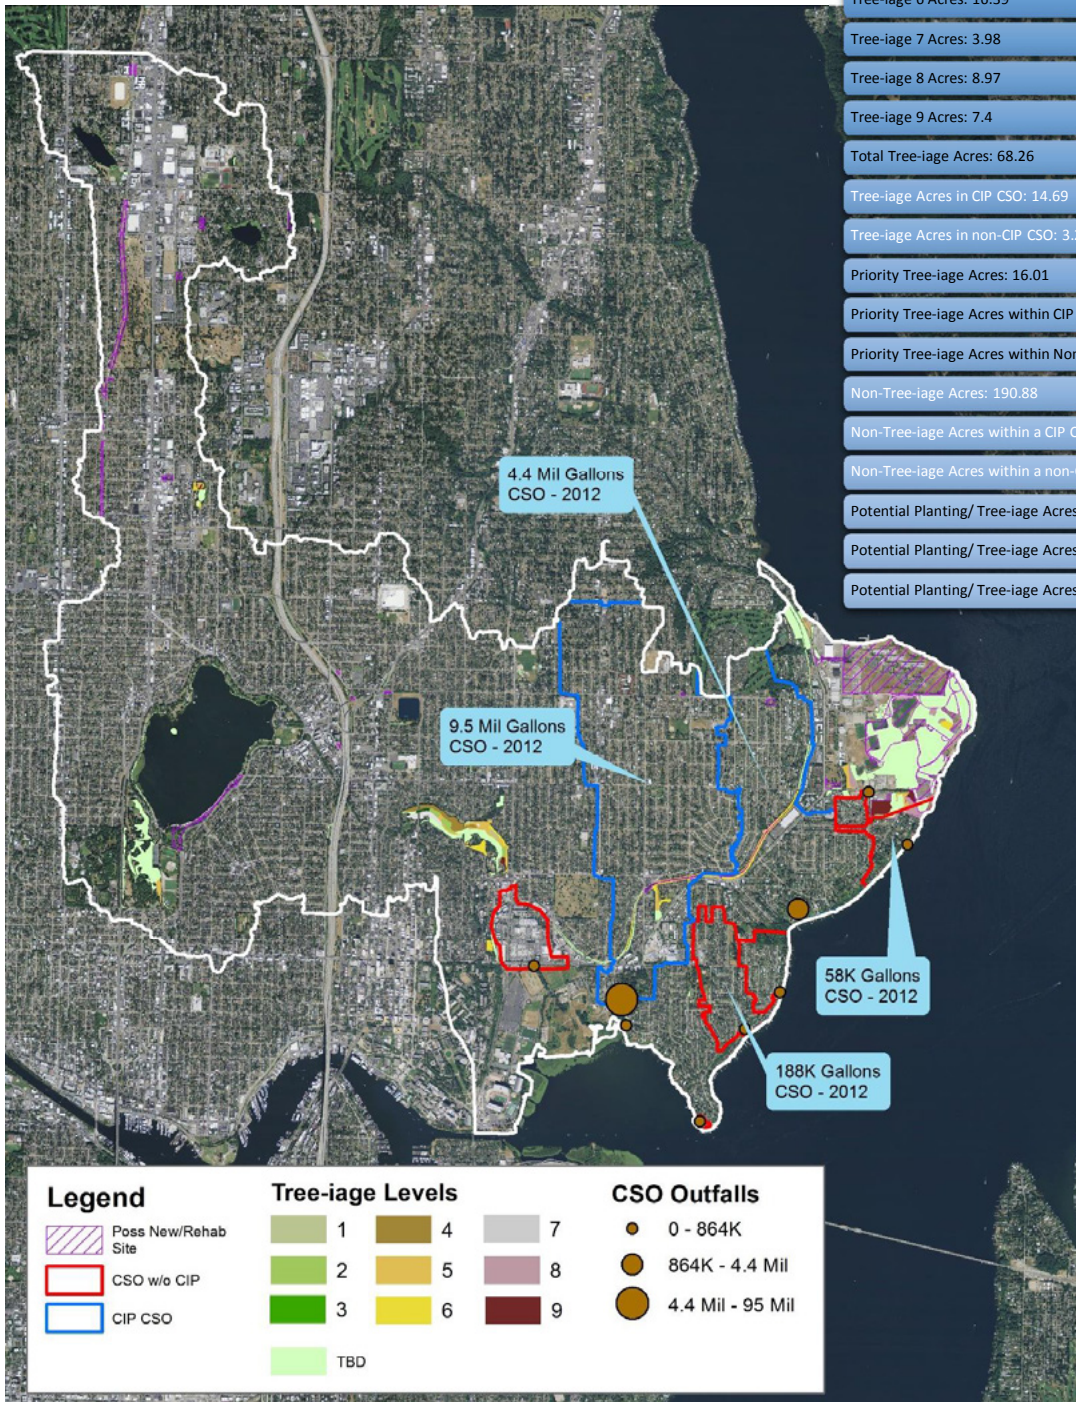 Tree-iage 7 Acres: 3.98
Tree-iage 8 Acres: 8.97
Tree-iage 9 Acres: 7.4
Total Tree-iage Acres: 68.26
Tree-iage Acres in CIP CSO: 14.69
Tree-iage Acres in non-CIP CSO: 3.
Priority Tree-iage Acres: 16.01
Priority Tree-iage Acres within CIP
Priority Tree-iage Acres within Non
Non-Tree-iage Acres: 190.88
Non-Tree-iage Acres within a CIP
Non-Tree-iage Acres within a non-
Potential Planting/ Tree-iage Acres
Potential Planting/ Tree-iage Acres
Potential Planting/ Tree-iage Acres
4.4 Mil Gallons
CSO - 2012
9.5 Mil Gallons
CSO - 2012
58K Gallons
CSO - 2012
188K Gallons
CSO - 2012
Legend
Poss New/Rehab
Site
CSO w/o CIP
CIP CSO
Tree-iage Levels
1
2
3
4
5
6
7
8
9
TBD
CSO Outfalls
0 - 864K
864K - 4.4 Mil
4.4 Mil - 95 Mil